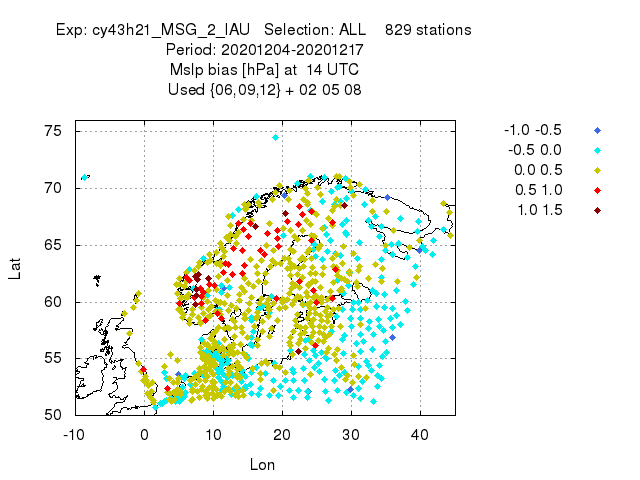 Exp: cy43h21_MSG_2_IAU Selection: ALL 829 stations
Period: 20201204-20201217
Mslp bias [hPa] at 14 UTC
Used {06,09,12} + 02 05 08
75
70
65
60
55
50
Lat
-10 0 10 20 30 40
Lon
-1.0 -0.5
-0.5 0.0
0.0 0.5
0.5 1.0
1.0 1.5